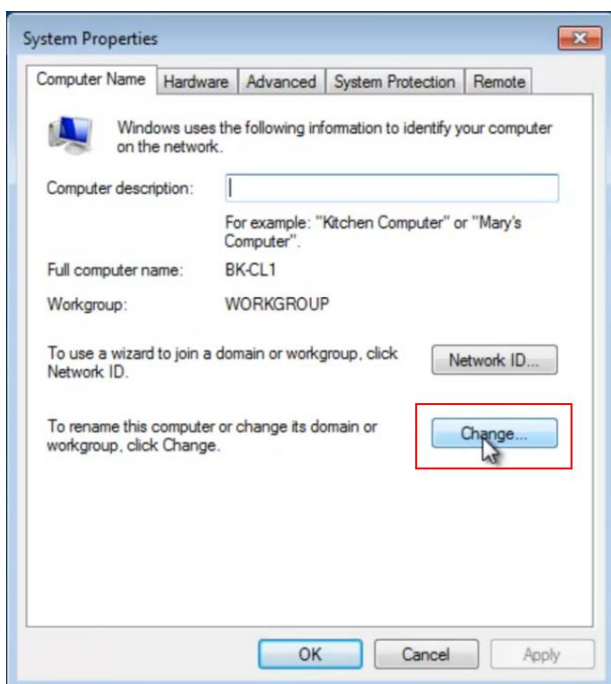 System Properties
Computer Name
Hardware
Advanced
System Protection
Remote
Windows uses the following information to identify your computer
on the network.
Computer description:
For example: "Kitchen Computer" or "Mary's
Computer".
Full computer name:
BK-CL1
Workgroup:
WORKGROUP
To use a wizard to join a domain or workgroup, click
Network ID.
Network ID...
To rename this computer or change its domain or
workgroup, click Change.
Change...
OK
Cancel
Apply